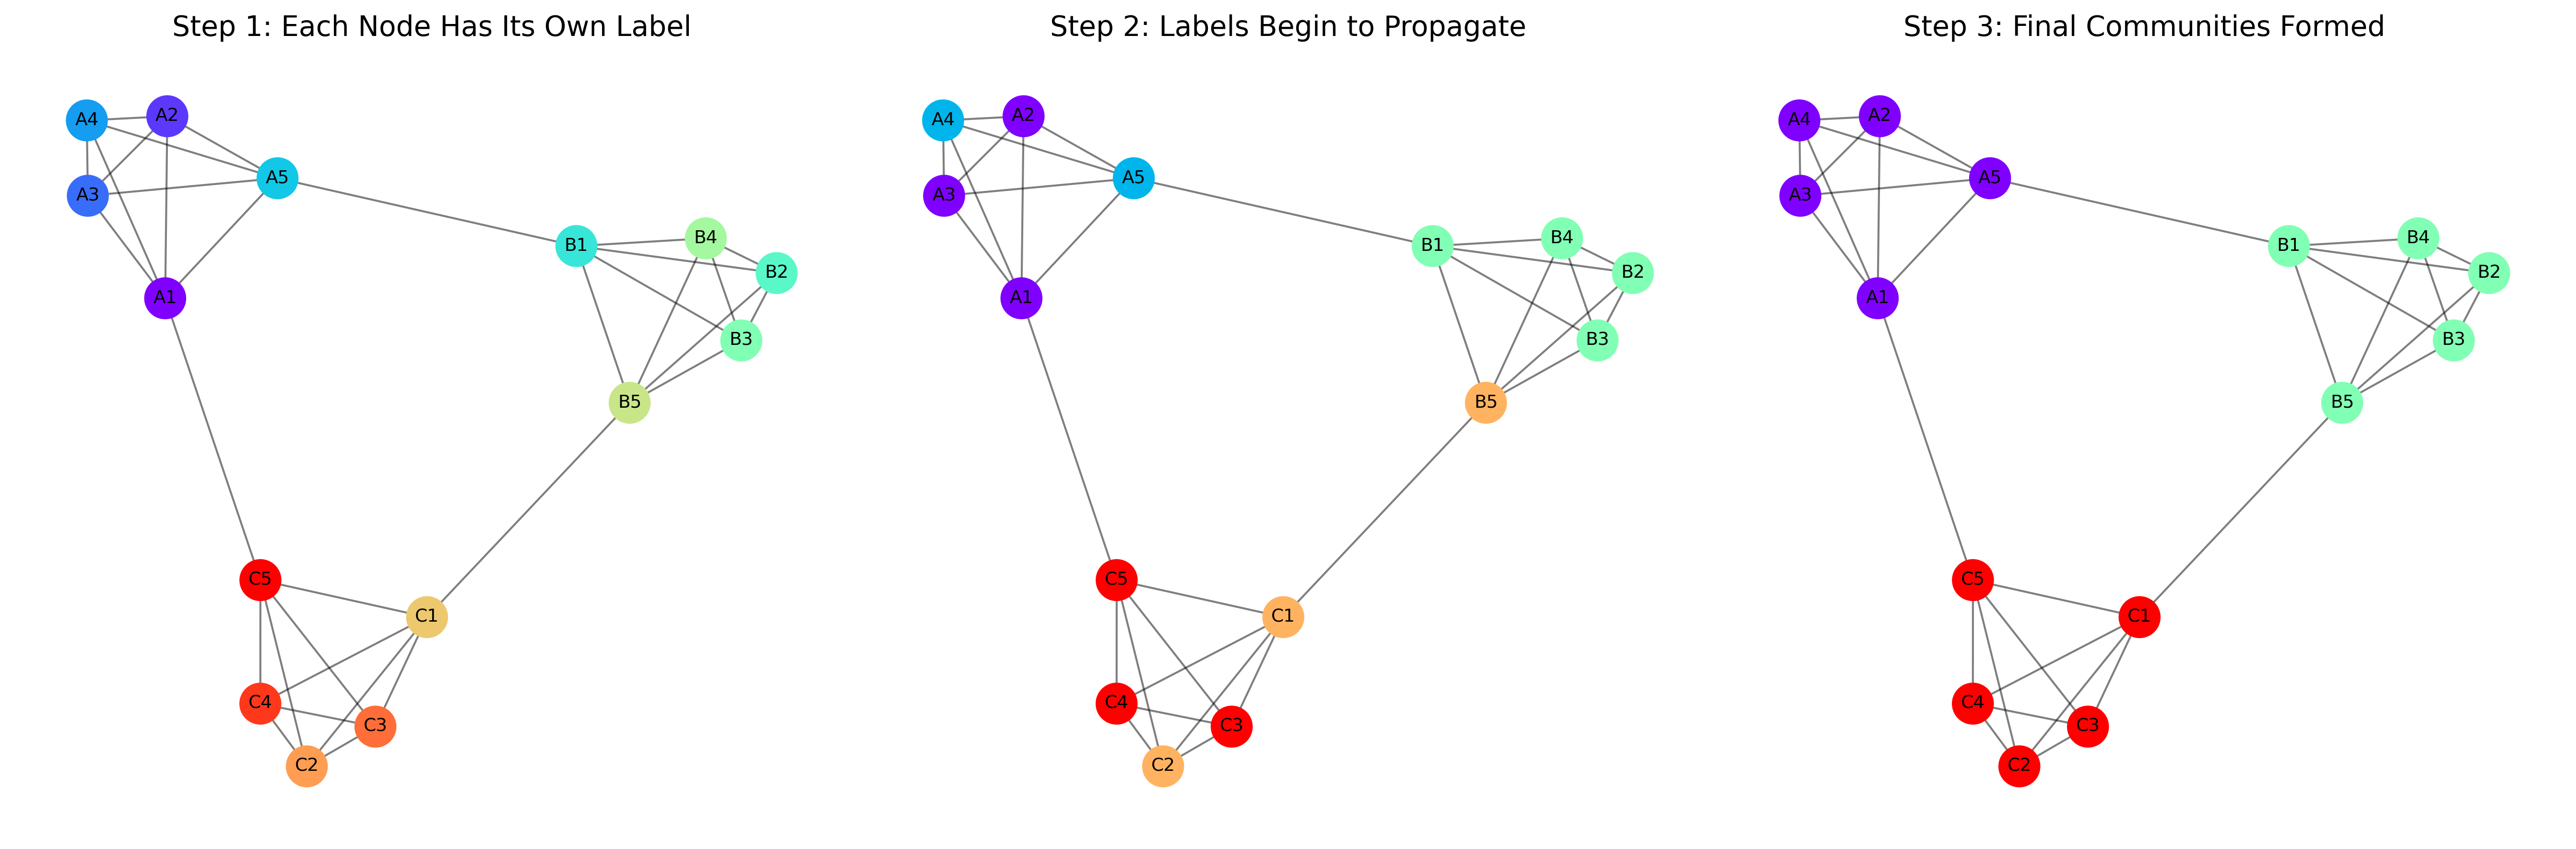 Step 1: Each Node Has Its Own Label
A4
A2
A5
A3
B4
B1
B2
A1
B3
B5
C5
C1
C4
C3
C2
Step 2: Labels Begin to Propagate
A4
A2
A5
A3
B4
B1
B2
A1
B3
B5
C5
C1
C4
C3
C2
Step 3: Final Communities Formed
A4
A2
A5
A3
B4
B1
B2
A1
B3
B5
C5
C1
C4
C3
C2